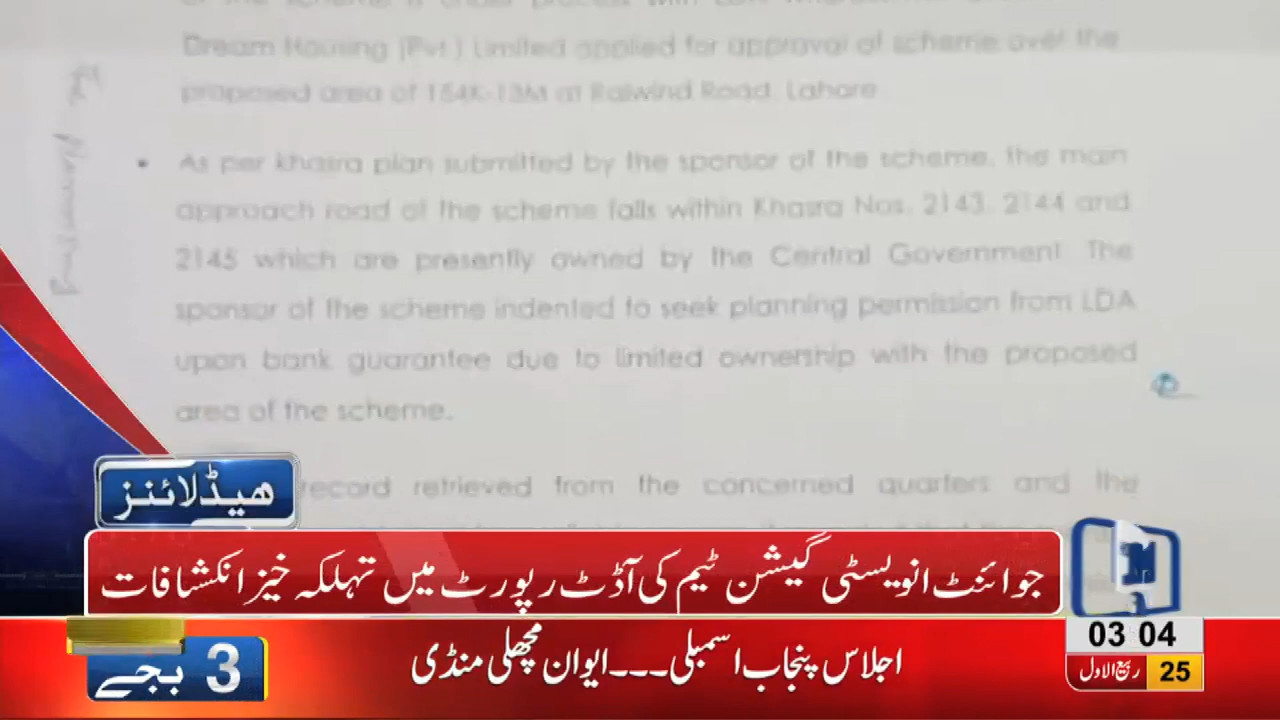 Dream Housing (Pvt.) Limited applied for approval of scheme over the
proposed area of 154K-13M at Raiwind Road, Lahore
• As per khasra plan submitted by the sponsor of the scheme, the main
approach road of the scheme falls within Khasra Nos. 2143, 2144 and
2145 which are presently owned by the Central Government. The
sponsor of the scheme indented to seek planning permission from LDA
upon bank guarantee due to limited ownership with the proposed
area of the scheme.
record retrieved from the concerned quarters and the
ہیڈلائنز
جوائنٹ انویسٹی گیشن ٹیم کی آڈٹ رپورٹ میں تہلکہ خیز انکشافات
03 04
3 بجے
اجلاس پنجاب اسمبلی۔۔۔ایوان مچھلی منڈی
25 ربیع الاول